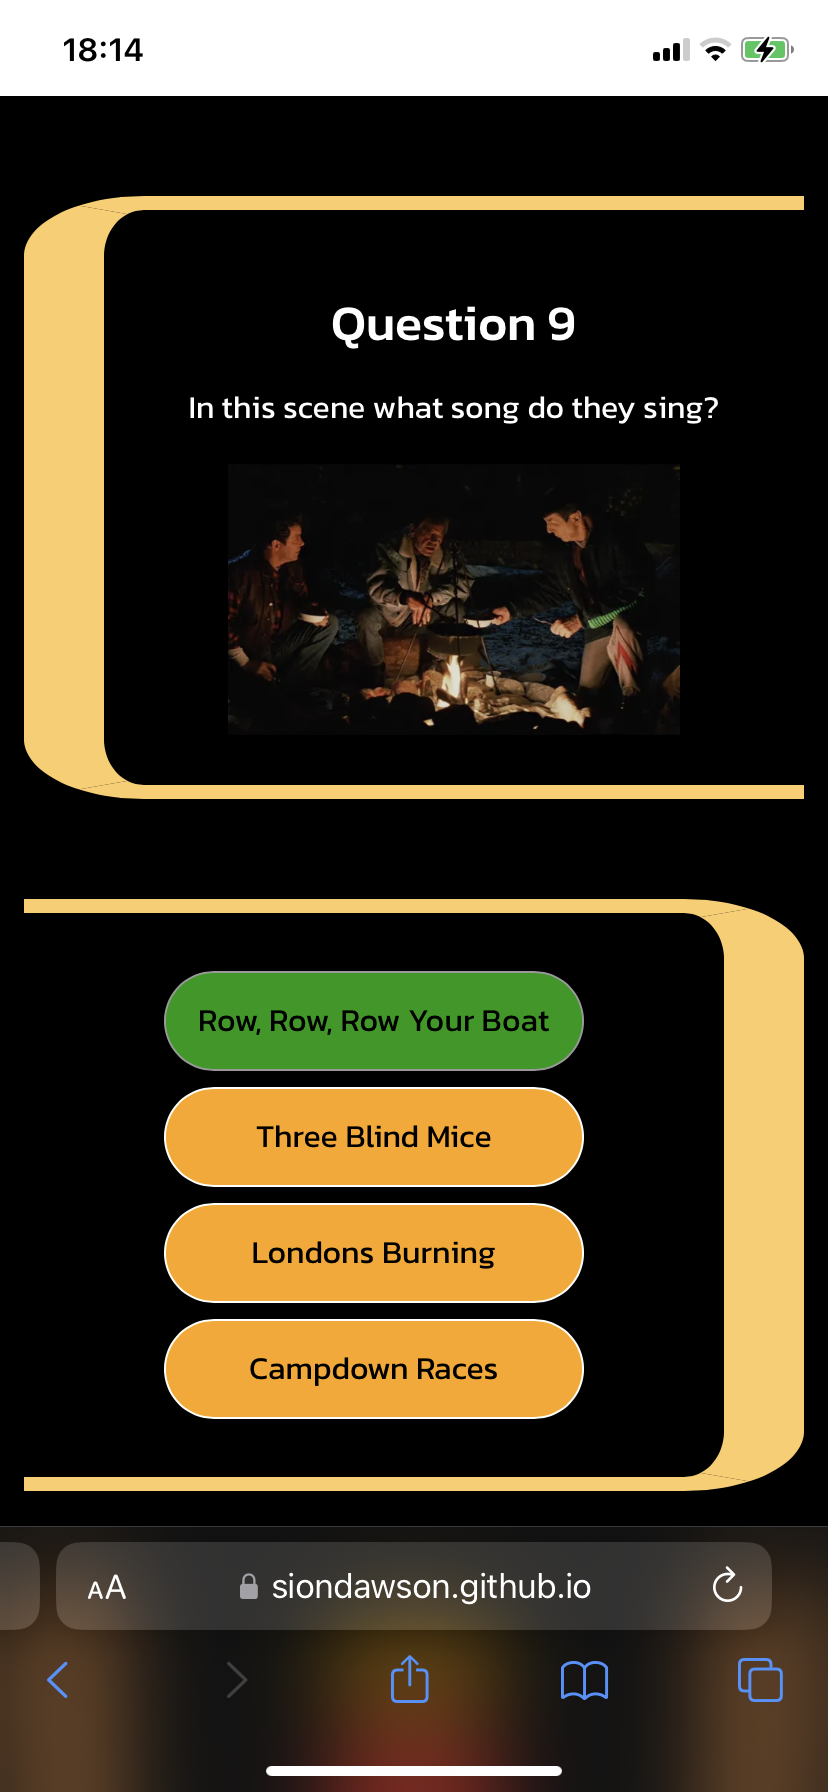 18:14
Question 9
In this scene what song do they sing?
Row, Row, Row Your Boat
Three Blind Mice
Londons Burning
Campdown Races
AA siondawson.github.io